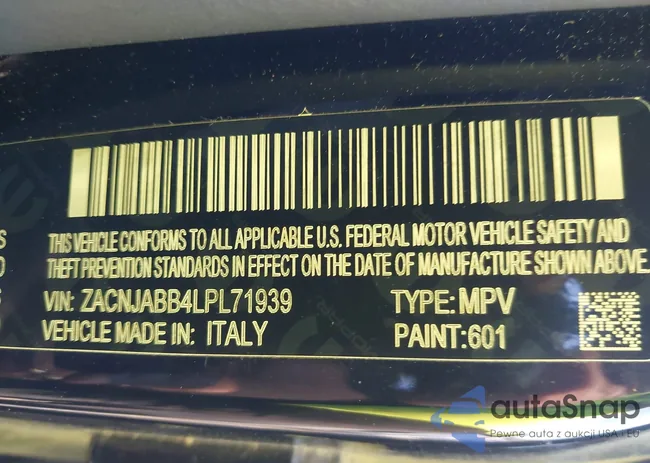 THIS VEHICLE CONFORMS TO ALL APPLICABLE U.S. FEDERAL MOTOR VEHICLE SAFETY AND
THEFT PREVENTION STANDARDS IN EFFECT ON THE DATE OF MANUFACTURE SHOWN ABOVE.
VIN: ZACNJABB4LPL71939 TYPE: MPV
VEHICLE MADE IN: ITALY PAINT:601
autaSnap
Pewne auta z aukcji USA i EU